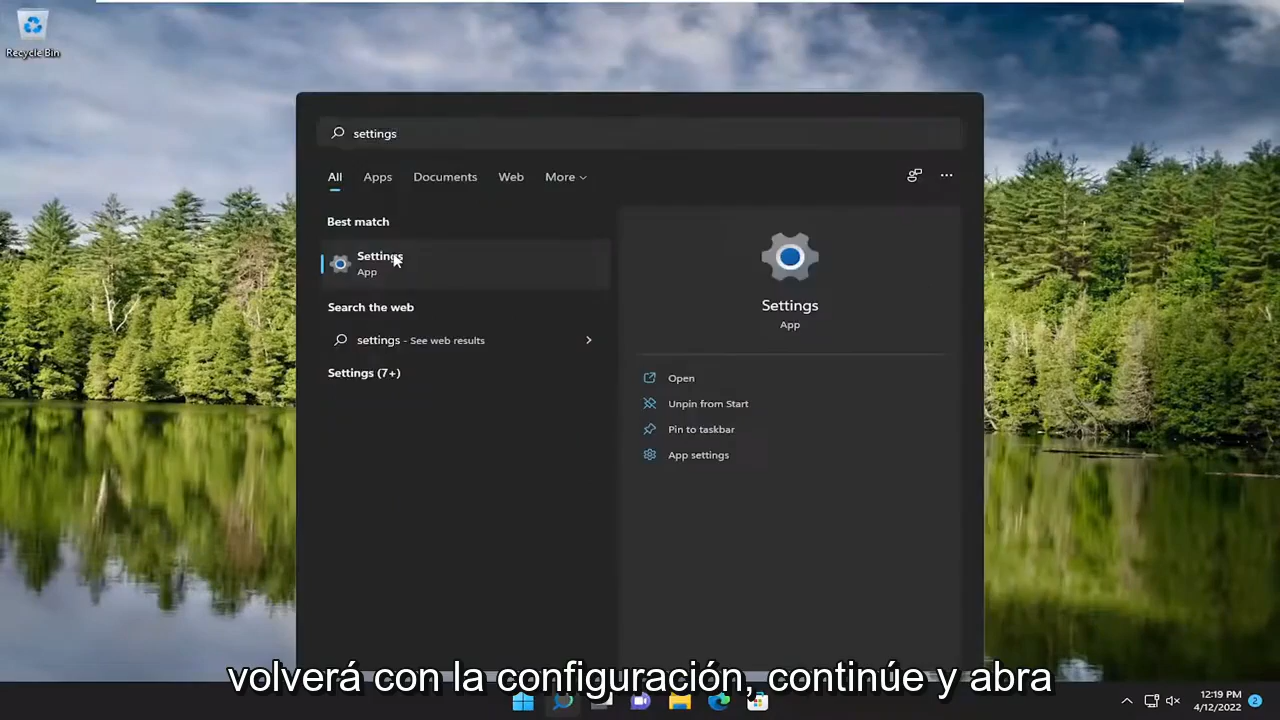 Recycle Bin
settings
All Apps Documents Web More
Best match
Settings
App
Search the web
settings - See web results
Settings (7+)
Settings
App
Open
Unpin from Start
Pin to taskbar
App settings
volverá con la configuración, continúe y abra
12:19 PM
4/12/2022
2